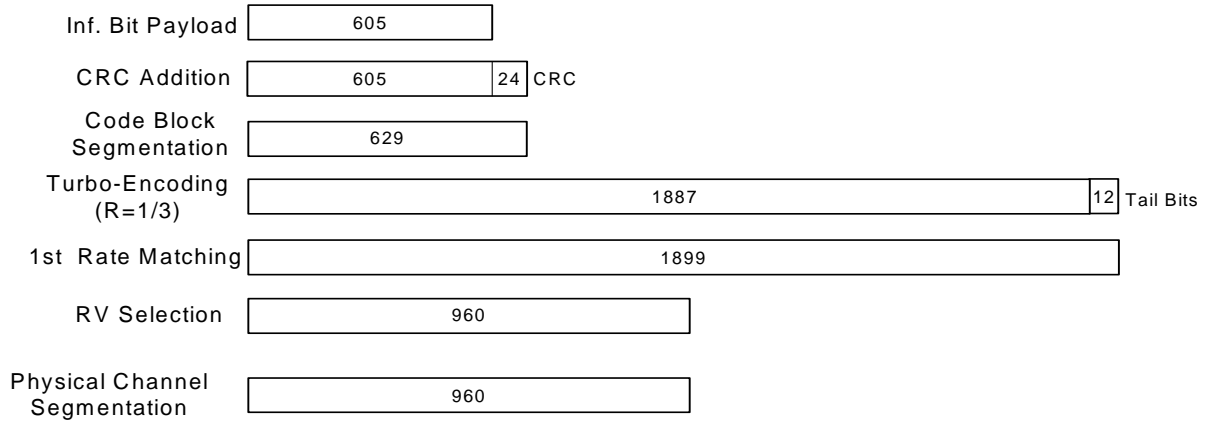 Inf. Bit Payload 605
CRC Addition 605 24 CRC
Code Block
Segmentation 629
Turbo-Encoding
(R=1/3) 1887 12 Tail Bits
1st Rate Matching 1899
RV Selection 960
Physical Channel
Segmentation 960